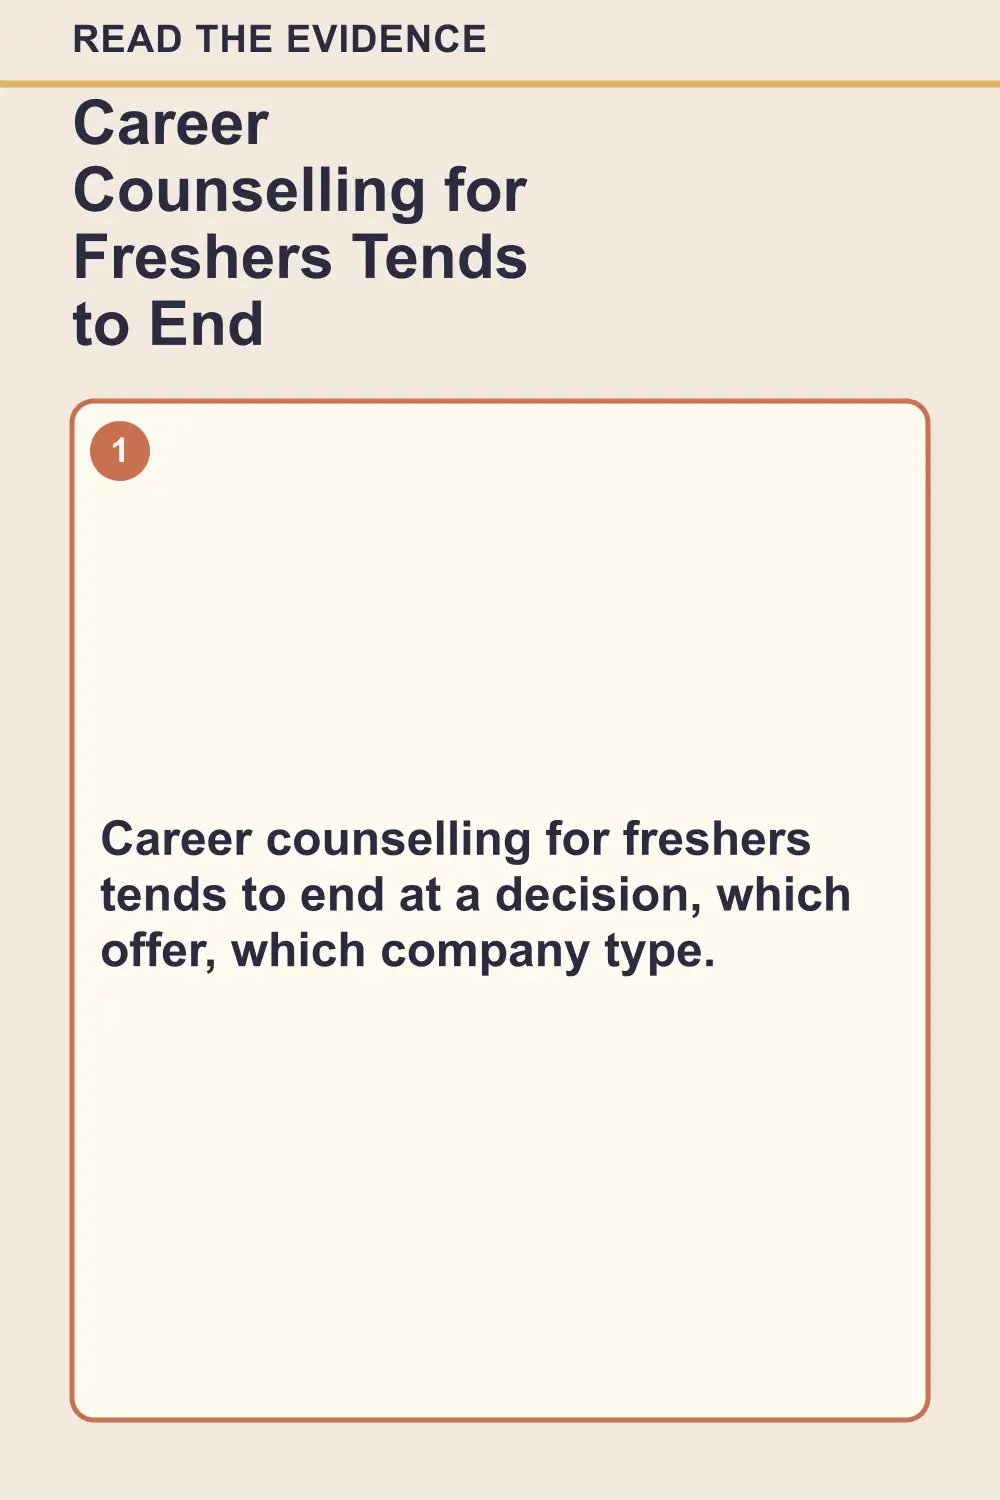 READ THE EVIDENCE
Career
Counselling for
Freshers Tends
to End
1
Career counselling for freshers
tends to end at a decision, which
offer, which company type.